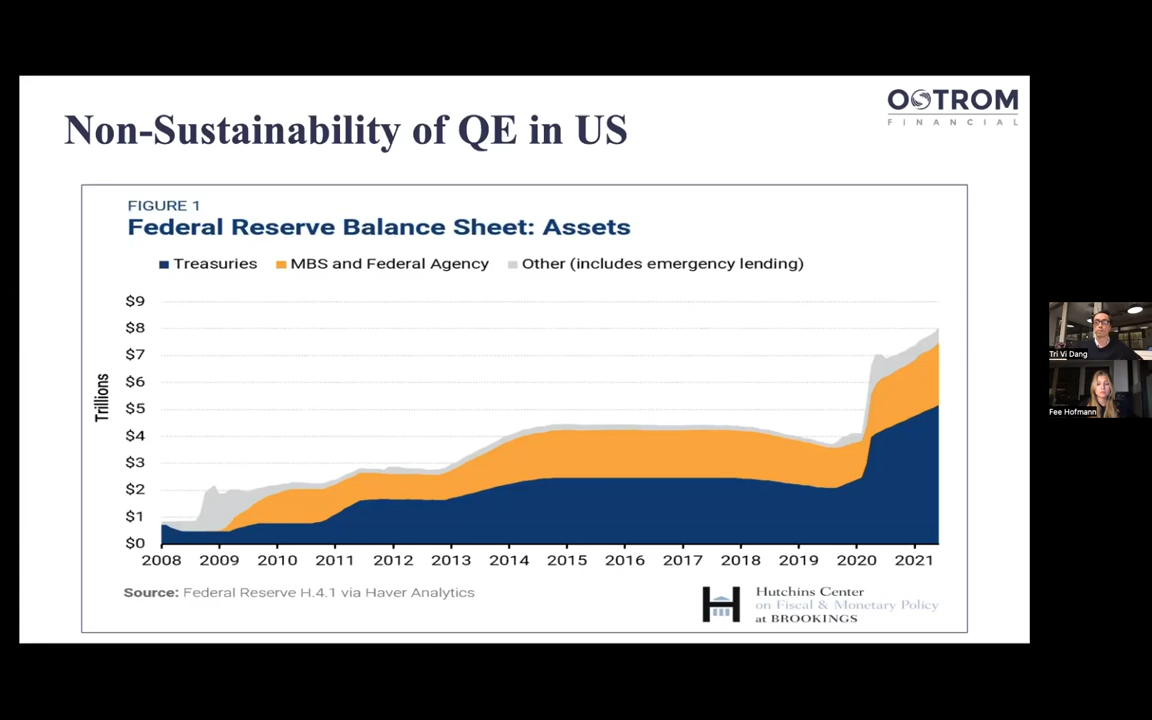 OSTROM
FINANCIAL
Non-Sustainability of QE in US
FIGURE 1
Federal Reserve Balance Sheet: Assets
Treasuries MBS and Federal Agency Other (includes emergency lending)
Trillions
$9
$8
$7
$6
$5
$4
$3
$2
$1
$0
2008 2009 2010 2011 2012 2013 2014 2015 2016 2017 2018 2019 2020 2021
Source: Federal Reserve H.4.1 via Haver Analytics
H
Hutchins Center
on Fiscal & Monetary Policy
at BROOKINGS
Tri Vi Dang
Fee Hofmann